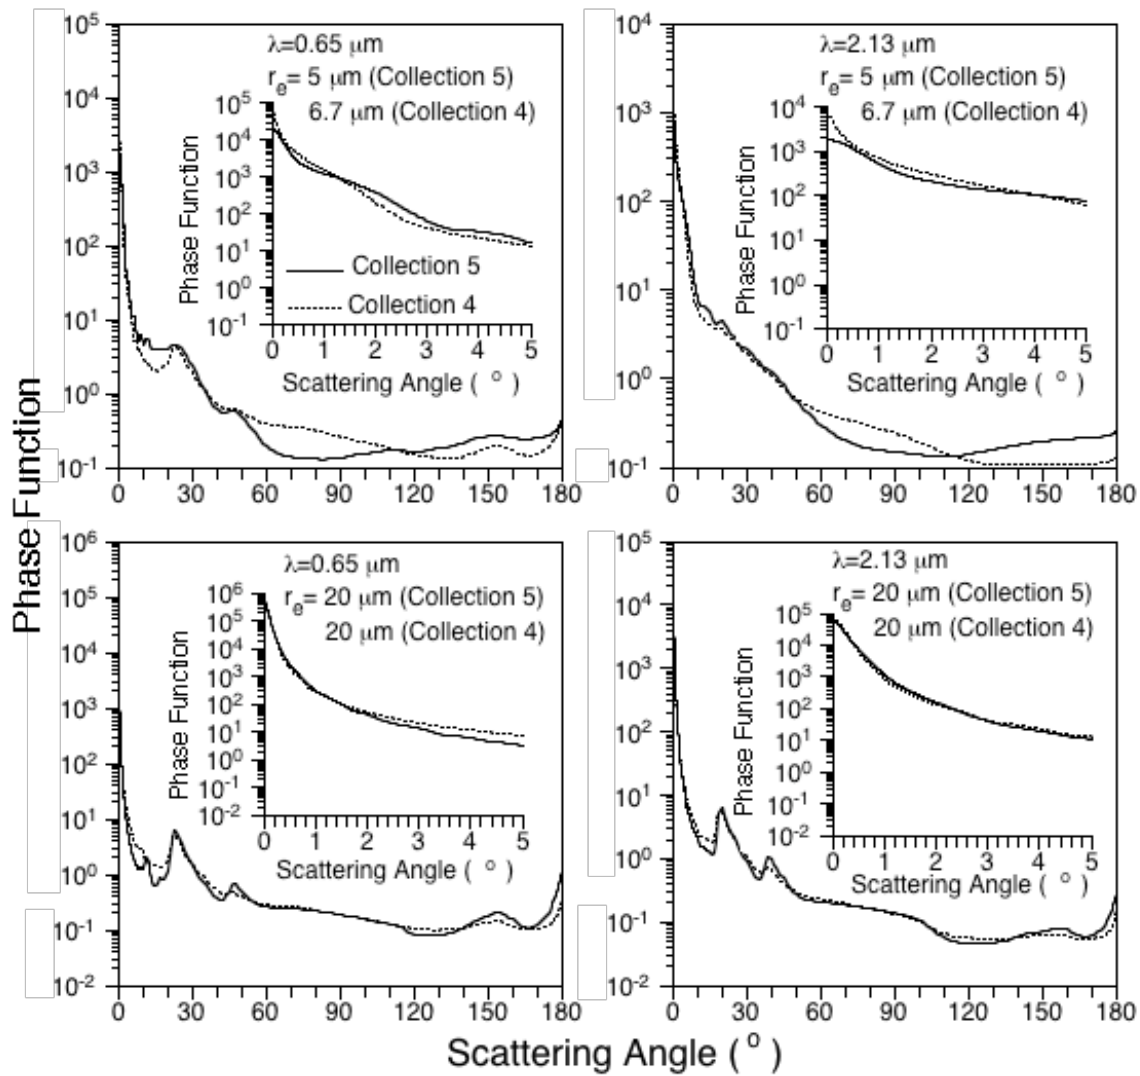 Phase Function
10^5
10^4
10^3
10^2
10^1
10^0
10^-1
0 30 60 90 120 150 180
λ=0.65 μm
r_e= 5 μm (Collection 5)
6.7 μm (Collection 4)
Phase Function
10^5
10^4
10^3
10^2
10^1
10^0
10^-1
0 1 2 3 4 5
Scattering Angle ( ° )
Collection 5
Collection 4
10^4
10^3
10^2
10^1
10^0
10^-1
0 30 60 90 120 150 180
λ=2.13 μm
r_e= 5 μm (Collection 5)
6.7 μm (Collection 4)
Phase Function
10^4
10^3
10^2
10^1
10^0
10^-1
0 1 2 3 4 5
Scattering Angle ( ° )
10^6
10^5
10^4
10^3
10^2
10^1
10^0
10^-1
10^-2
0 30 60 90 120 150 180
λ=0.65 μm
r_e= 20 μm (Collection 5)
20 μm (Collection 4)
Phase Function
10^6
10^5
10^4
10^3
10^2
10^1
10^0
10^-1
10^-2
0 1 2 3 4 5
Scattering Angle ( ° )
10^5
10^4
10^3
10^2
10^1
10^0
10^-1
10^-2
0 30 60 90 120 150 180
λ=2.13 μm
r_e= 20 μm (Collection 5)
20 μm (Collection 4)
Phase Function
10^5
10^4
10^3
10^2
10^1
10^0
10^-1
10^-2
0 1 2 3 4 5
Scattering Angle ( ° )
Scattering Angle ( ° )